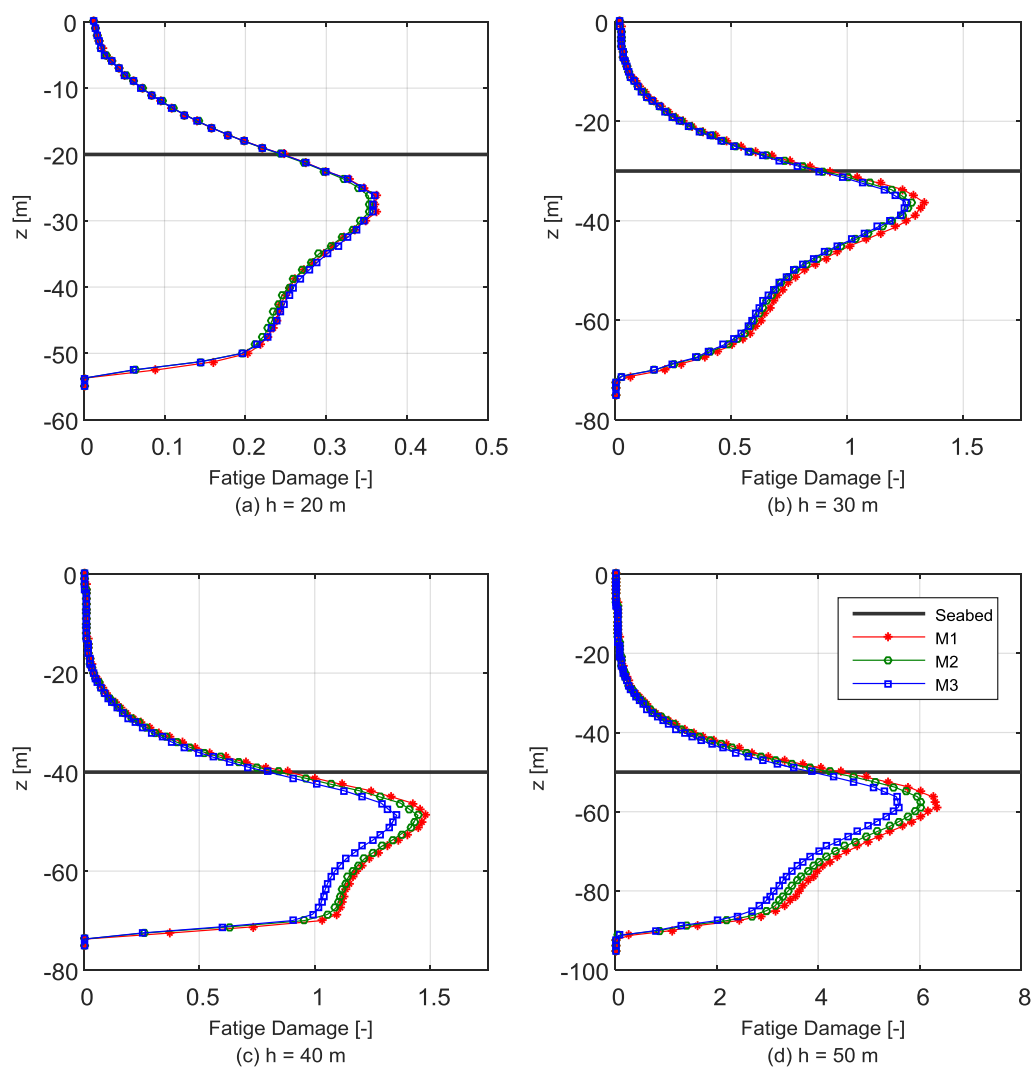 0
-10
-20
-30
-40
-50
-60
z [m]
0 0.1 0.2 0.3 0.4 0.5
Fatige Damage [-]
(a) h = 20 m
0
-20
-40
-60
-80
z [m]
0 0.5 1 1.5
Fatige Damage [-]
(b) h = 30 m
0
-20
-40
-60
-80
z [m]
0 0.5 1 1.5
Fatige Damage [-]
(c) h = 40 m
0
-20
-40
-60
-80
-100
z [m]
Seabed
M1
M2
M3
0 2 4 6 8
Fatige Damage [-]
(d) h = 50 m